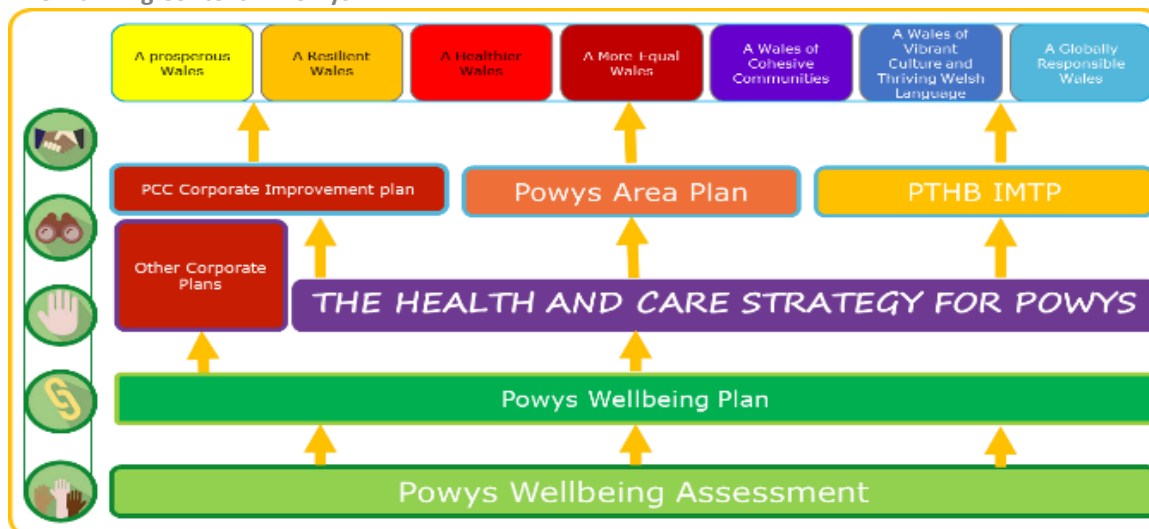 A prosperous
Wales
A Resilient
Wales
A Healthier
Wales
A More Equal
Wales
A Wales of
Cohesive
Communities
A Wales of
Vibrant
Culture and
Thriving Welsh
Language
A Globally
Responsible
Wales
PCC Corporate Improvement plan
Powys Area Plan
PTHB IMTP
Other Corporate
Plans
THE HEALTH AND CARE STRATEGY FOR POWYS
Powys Wellbeing Plan
Powys Wellbeing Assessment